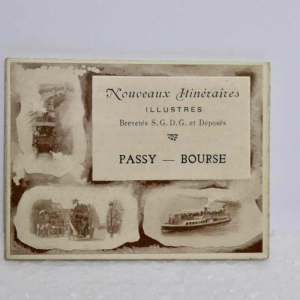 Nouveaux Itinéraires
ILLUSTRÉS
Brevetés S. G. D. G. et Déposés
PASSY — BOURSE